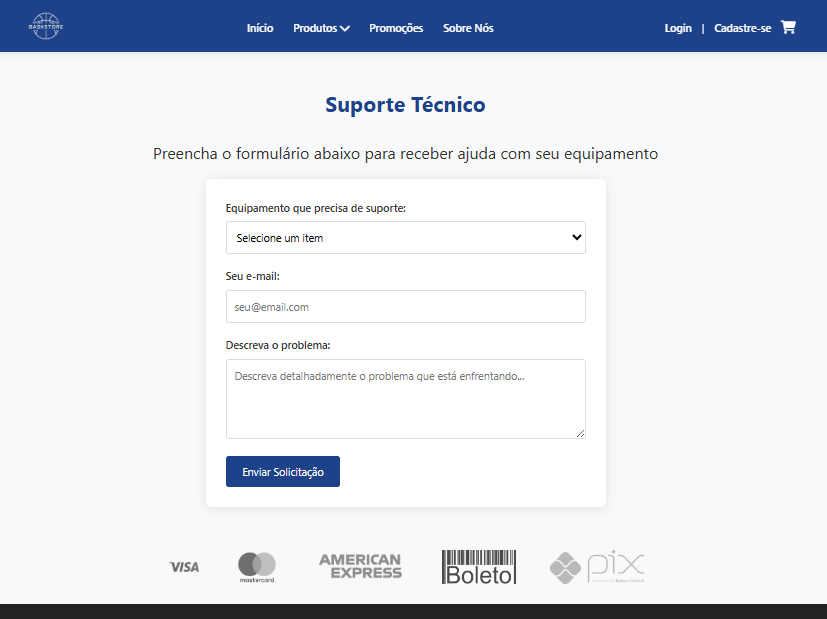 BASKSTORE
Início Produtos Promoções Sobre Nós Login | Cadastre-se
Suporte Técnico
Preencha o formulário abaixo para receber ajuda com seu equipamento
Equipamento que precisa de suporte:
Selecione um item
Seu e-mail:
seu@email.com
Descreva o problema:
Descreva detalhadamente o problema que está enfrentando...
Enviar Solicitação
VISA
mastercard
AMERICAN
EXPRESS
Boleto
pix